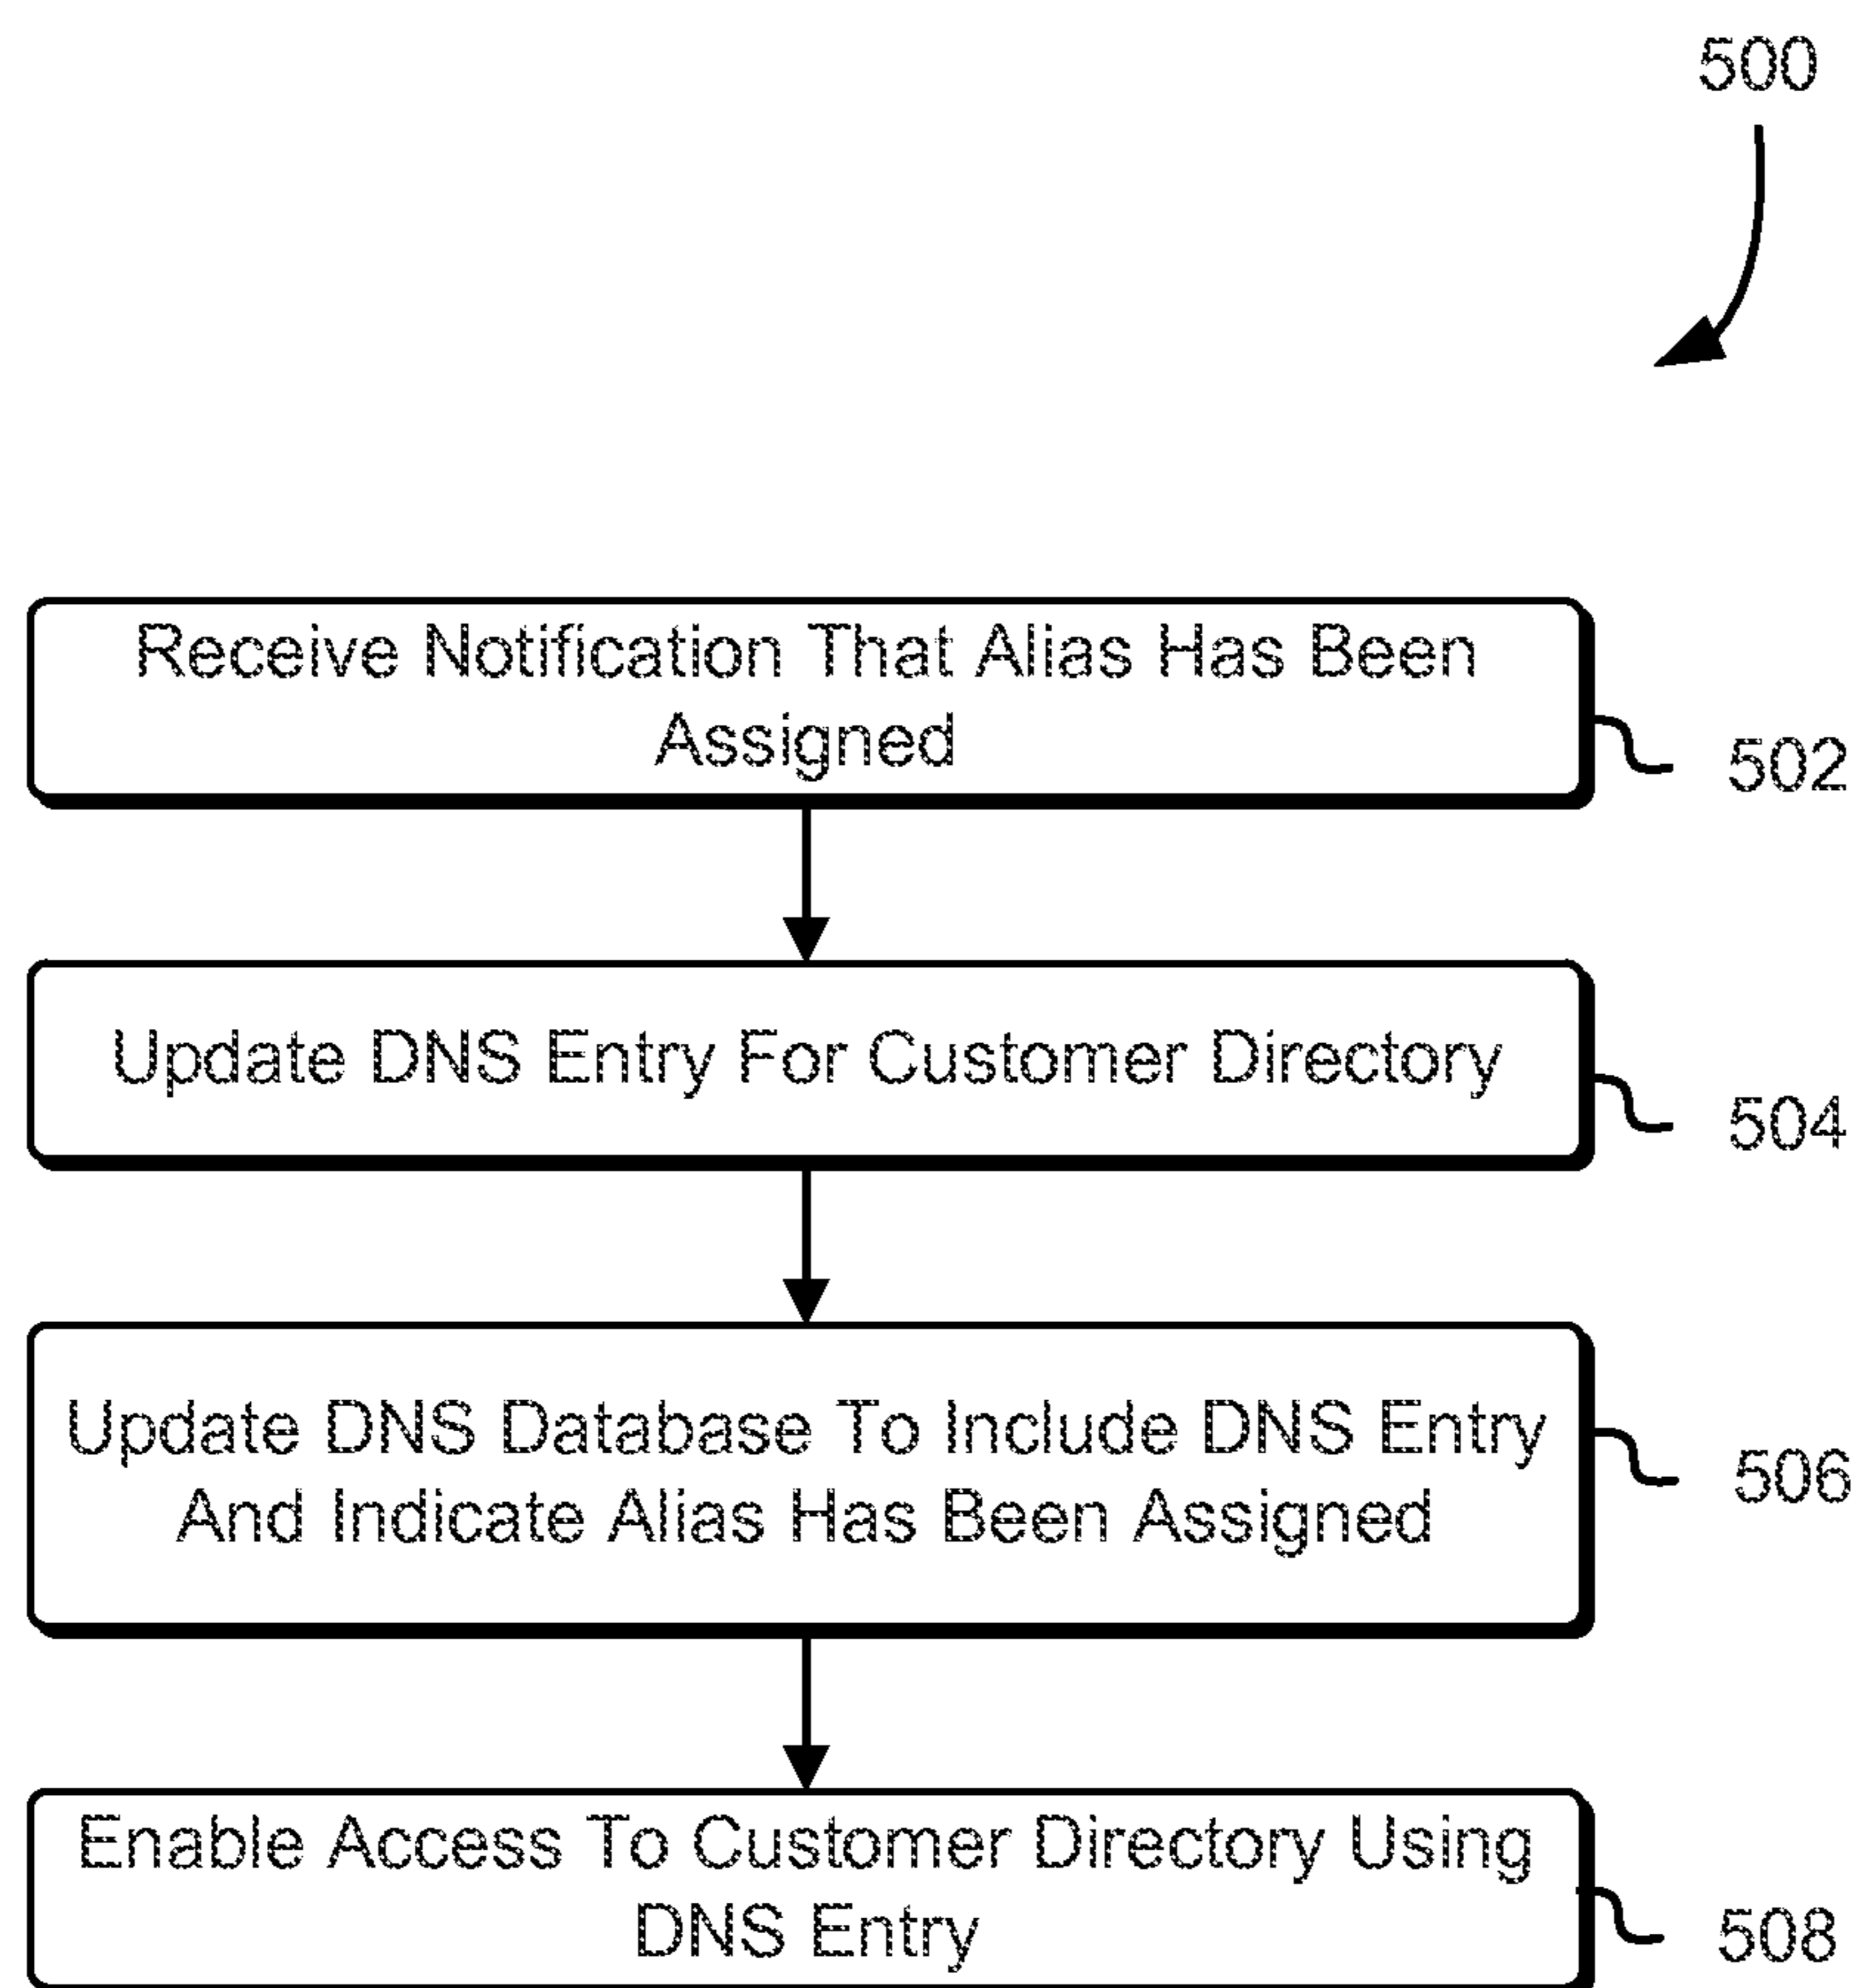 500
Receive Notification That Alias Has Been
Assigned
502
Update DNS Entry For Customer Directory
504
Update DNS Database To Include DNS Entry
And Indicate Alias Has Been Assigned
506
Enable Access To Customer Directory Using
DNS Entry
508